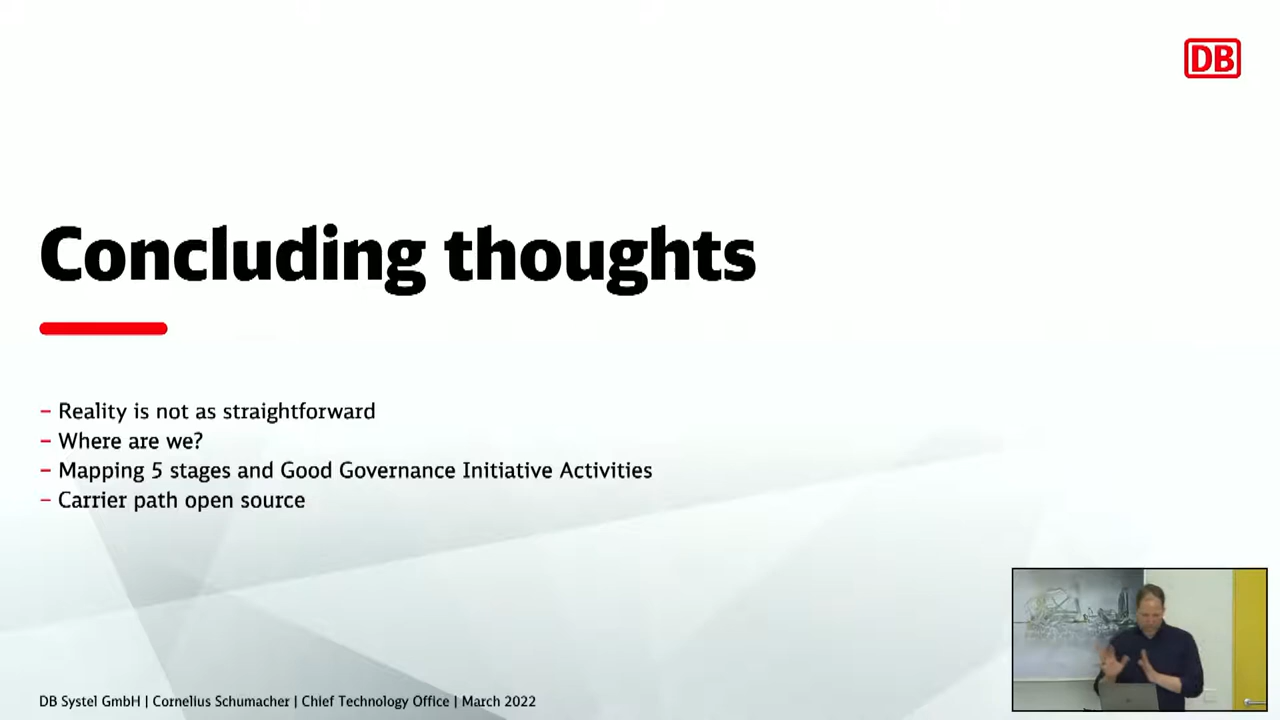 DB
Concluding thoughts
– Reality is not as straightforward
– Where are we?
– Mapping 5 stages and Good Governance Initiative Activities
– Carrier path open source
DB Systel GmbH | Cornelius Schumacher | Chief Technology Office | March 2022